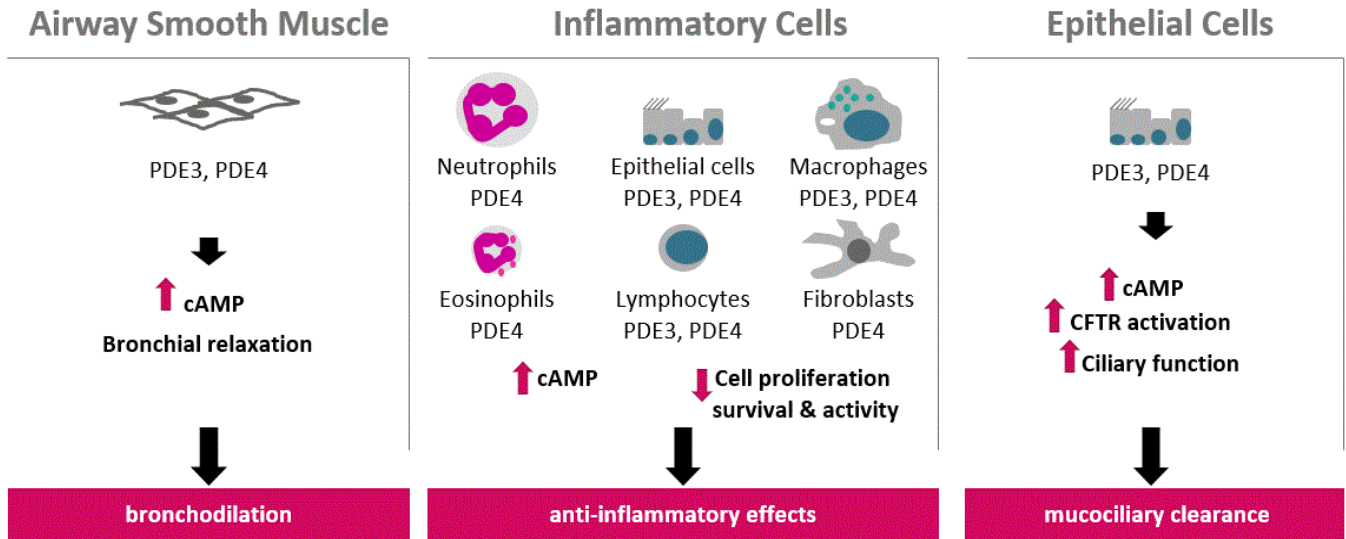 Airway Smooth Muscle
PDE3, PDE4
cAMP
Bronchial relaxation
bronchodilation
Inflammatory Cells
Neutrophils
PDE4
Epithelial cells
PDE3, PDE4
Macrophages
PDE3, PDE4
Eosinophils
PDE4
Lymphocytes
PDE3, PDE4
Fibroblasts
PDE4
cAMP
Cell proliferation
survival & activity
anti-inflammatory effects
Epithelial Cells
PDE3, PDE4
cAMP
CFTR activation
Ciliary function
mucociliary clearance